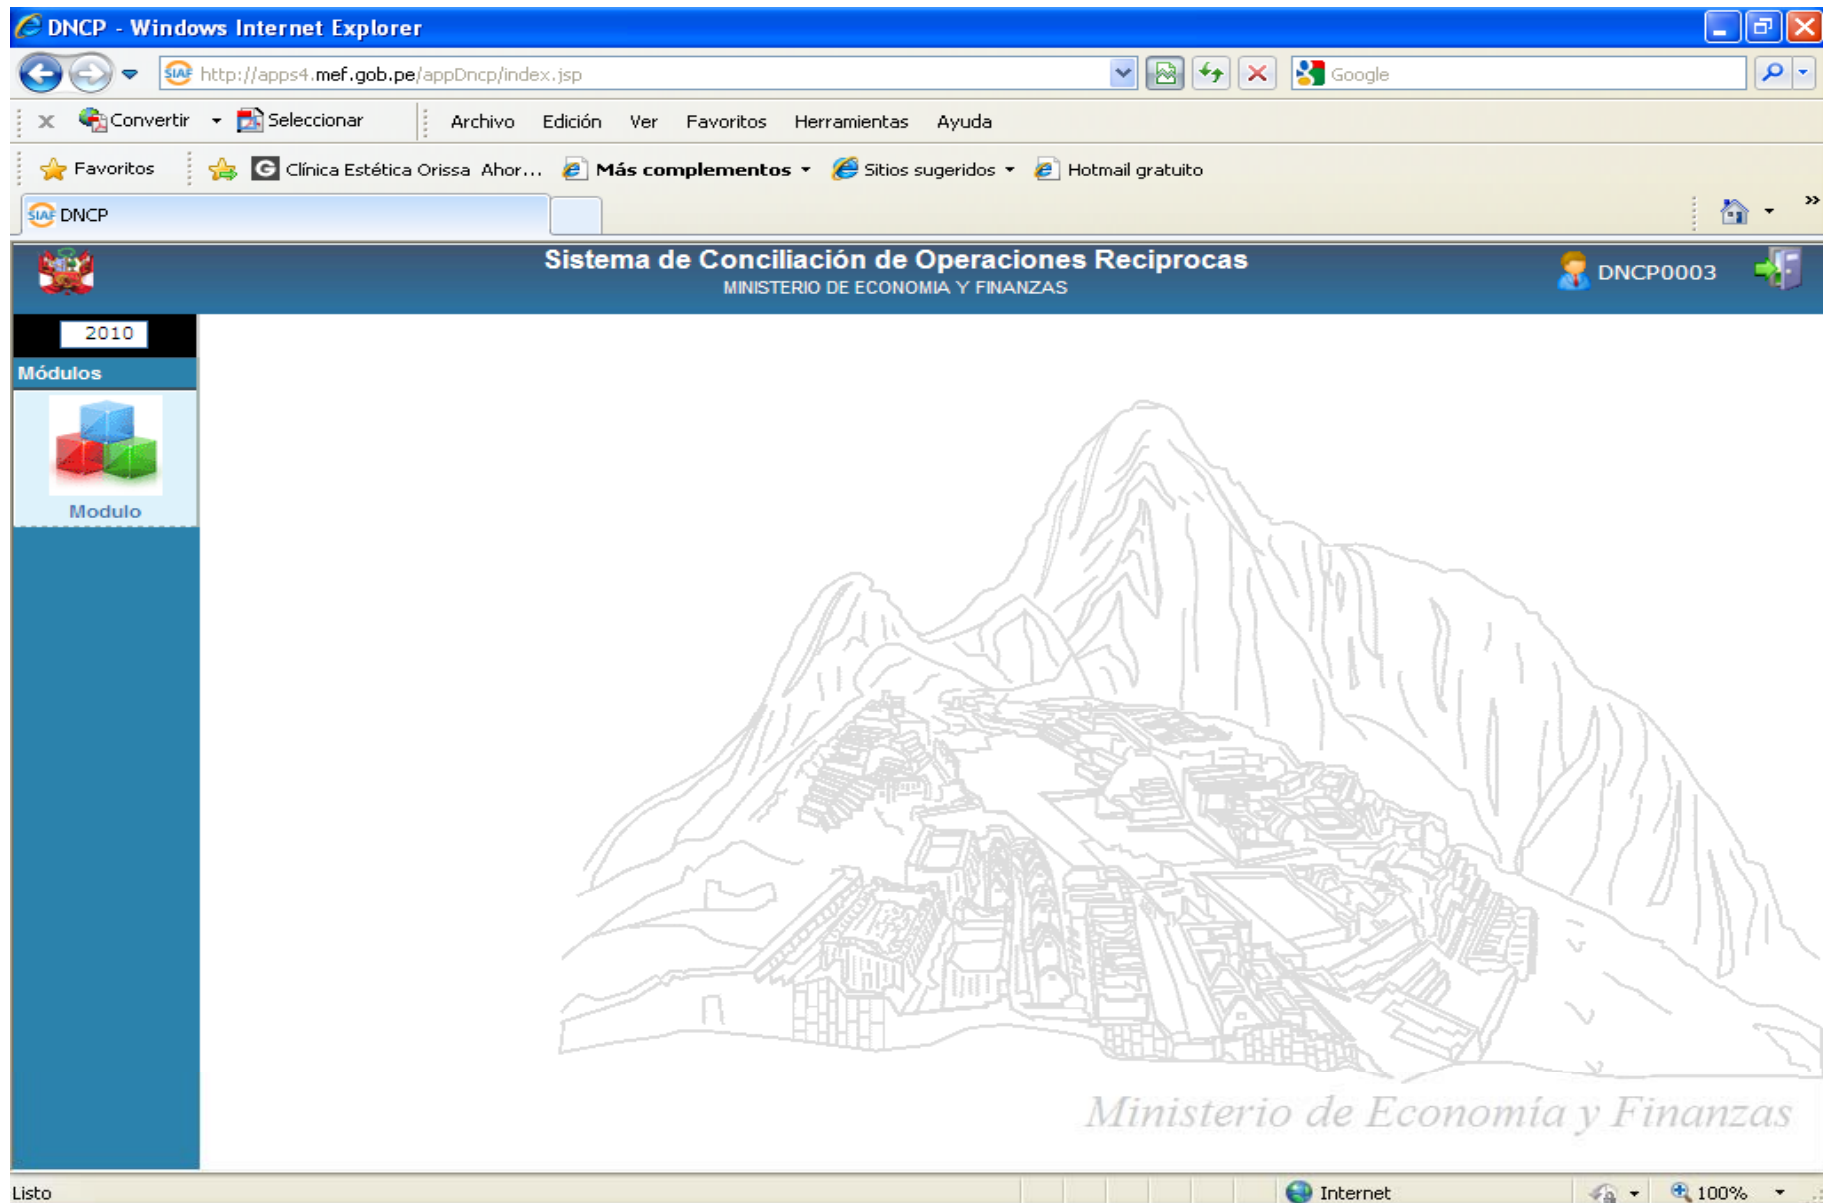 DNCP - Windows Internet Explorer
SIAF http://apps4.mef.gob.pe/appDncp/index.jsp Google
Convertir Seleccionar Archivo Edición Ver Favoritos Herramientas Ayuda
Favoritos G Clínica Estética Orissa Ahor... Más complementos Sitios sugeridos Hotmail gratuito
SIAF DNCP »
Sistema de Conciliación de Operaciones Reciprocas
MINISTERIO DE ECONOMIA Y FINANZAS
DNCP0003
2010
Módulos
Modulo
Ministerio de Economía y Finanzas
Listo Internet 100%